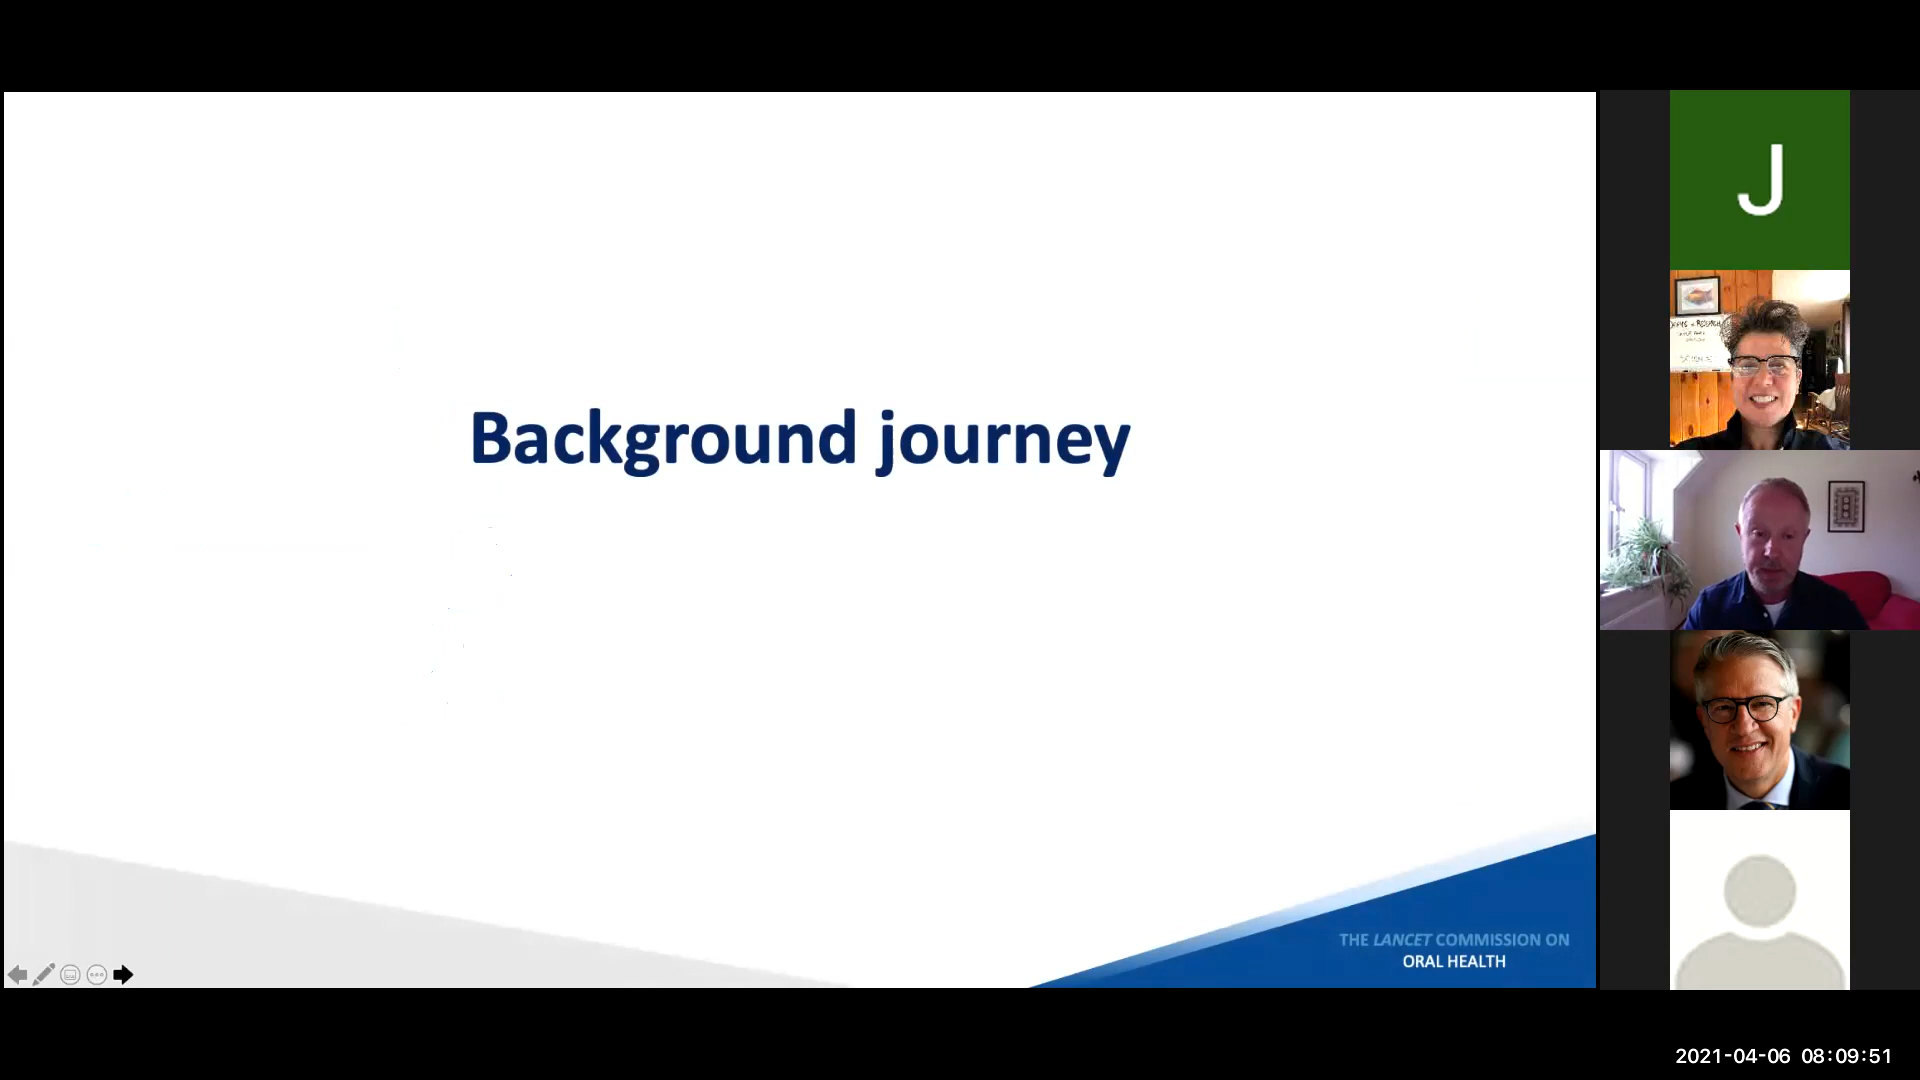 Background journey
THE LANCET COMMISSION ON
ORAL HEALTH
J
2021-04-06 08:09:51